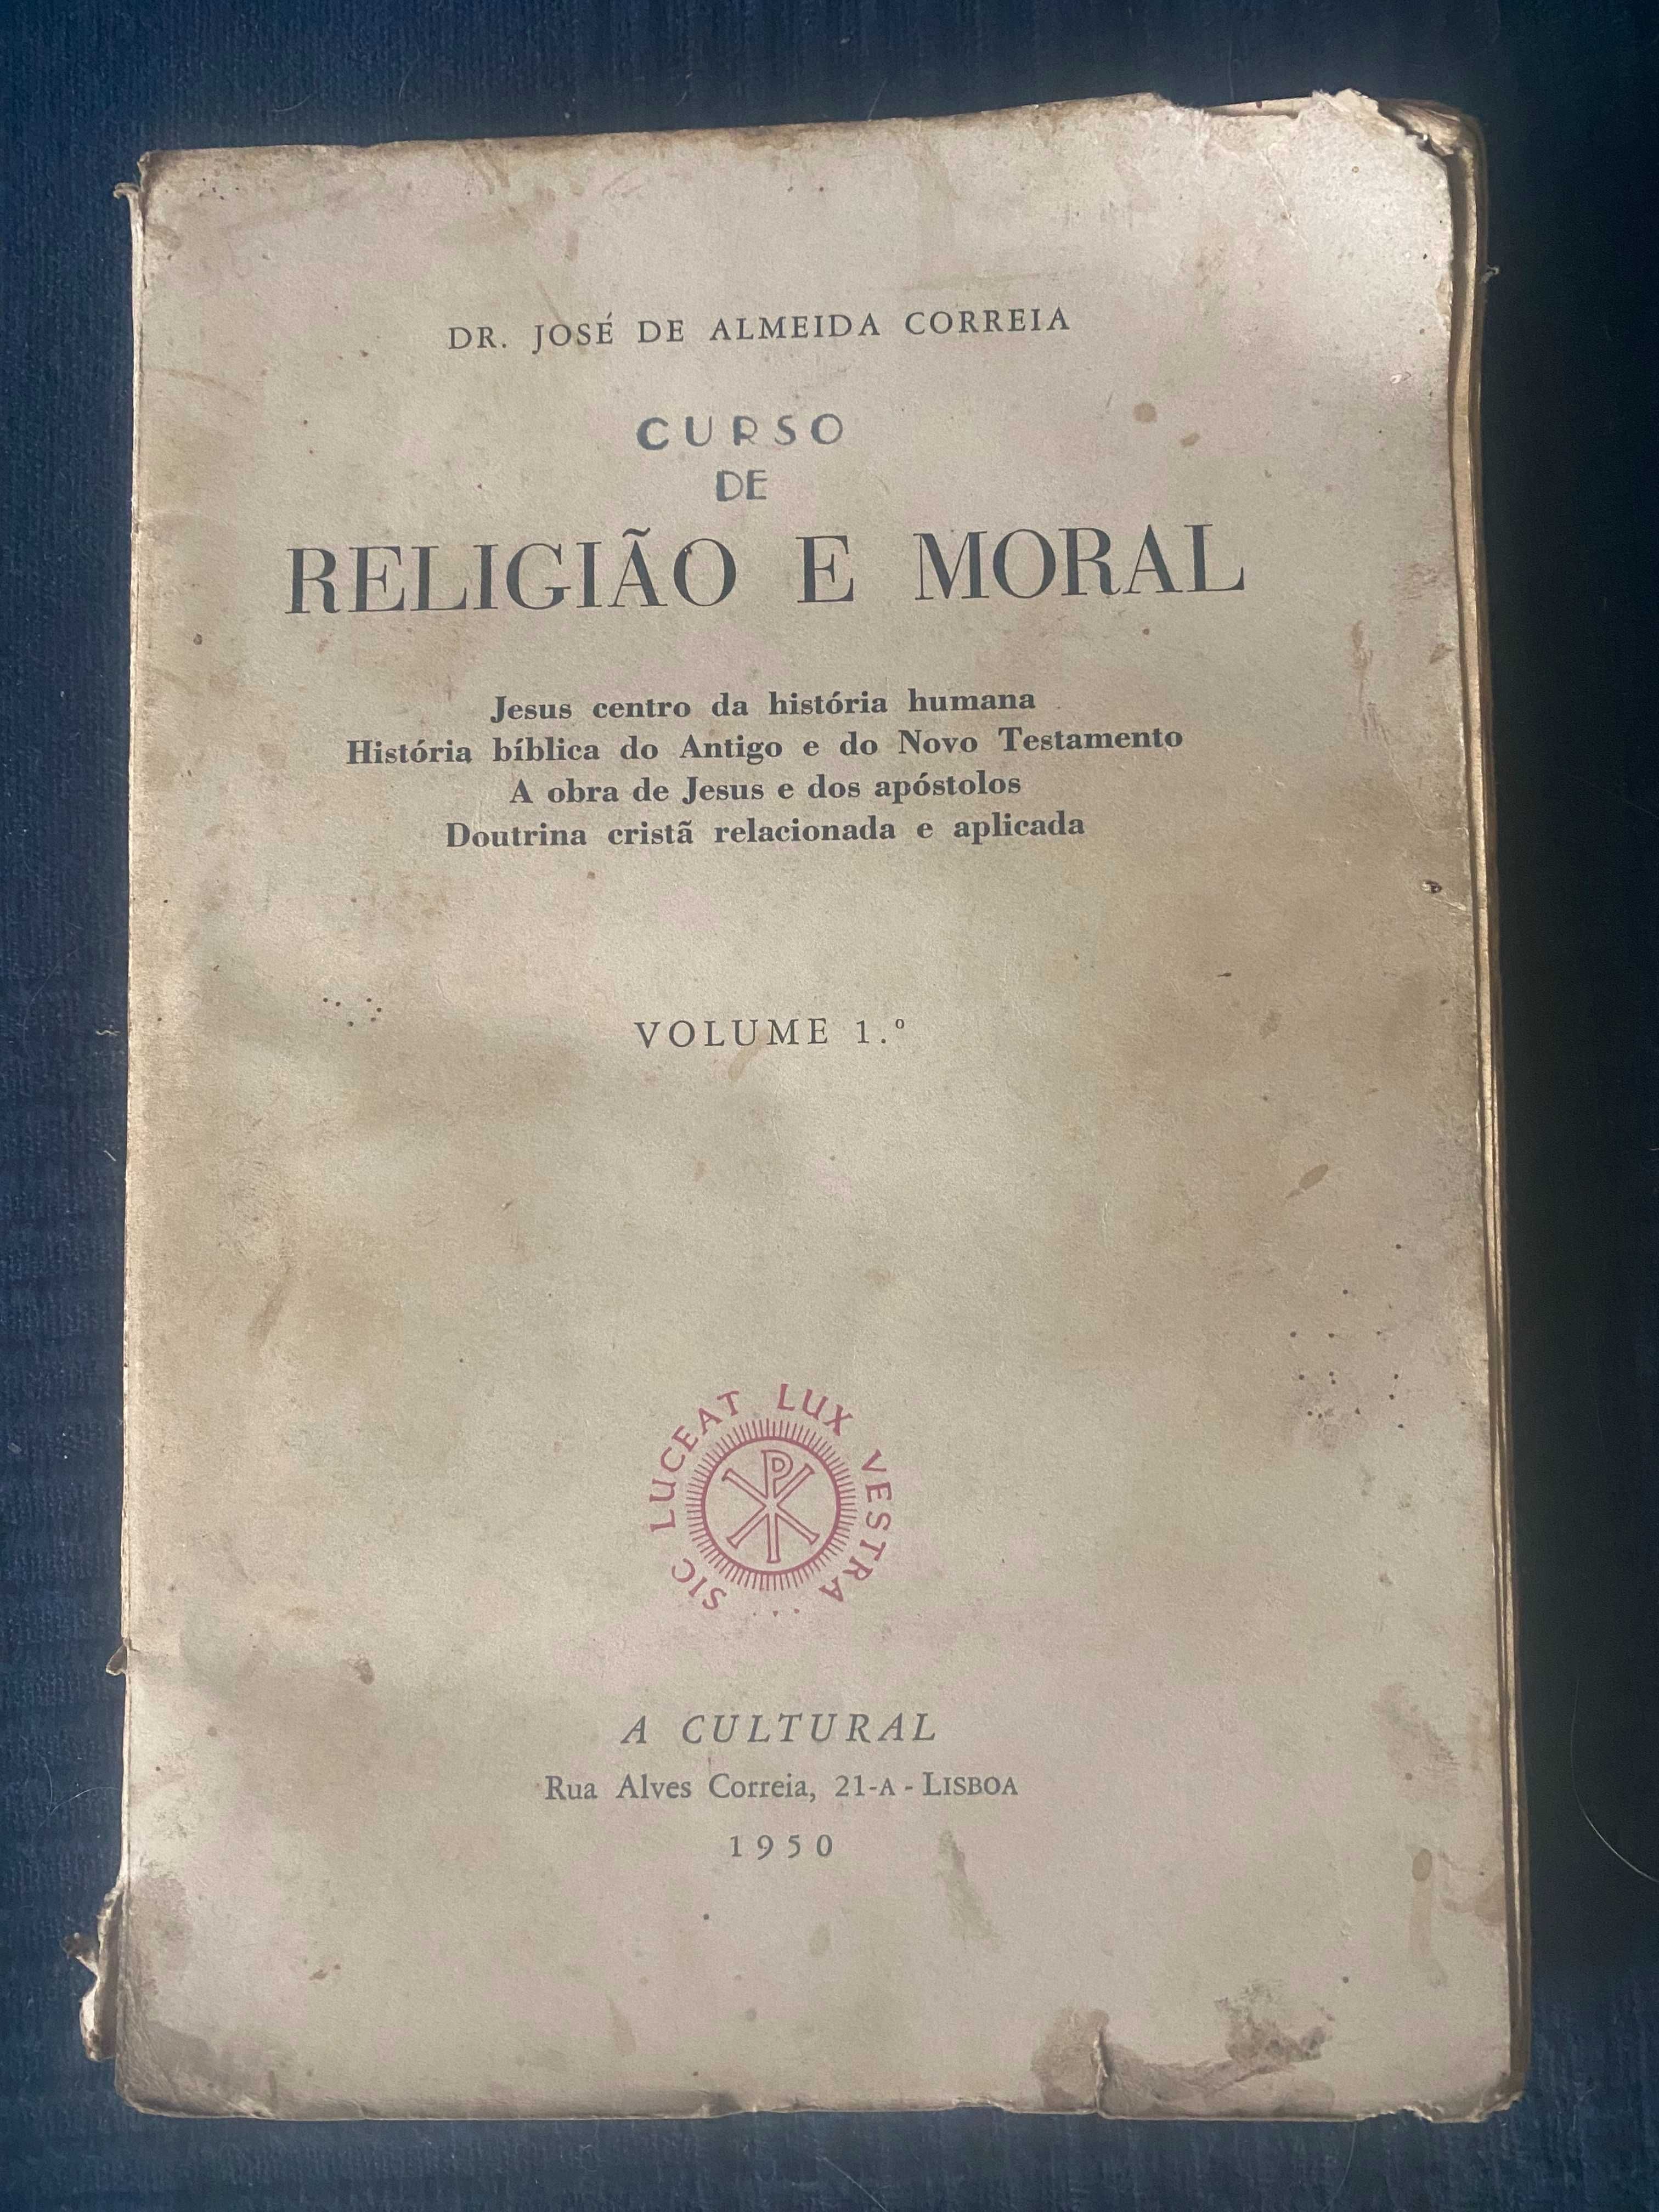 DR. JOSÉ DE ALMEIDA CORREIA
CURSO
DE
RELIGIÃO E MORAL
Jesus centro da história humana
História bíblica do Antigo e do Novo Testamento
A obra de Jesus e dos apóstolos
Doutrina cristã relacionada e aplicada
VOLUME 1.º
SIC LUCEAT LUX VESTRA...
A CULTURAL
Rua Alves Correia, 21-A - LISBOA
1950